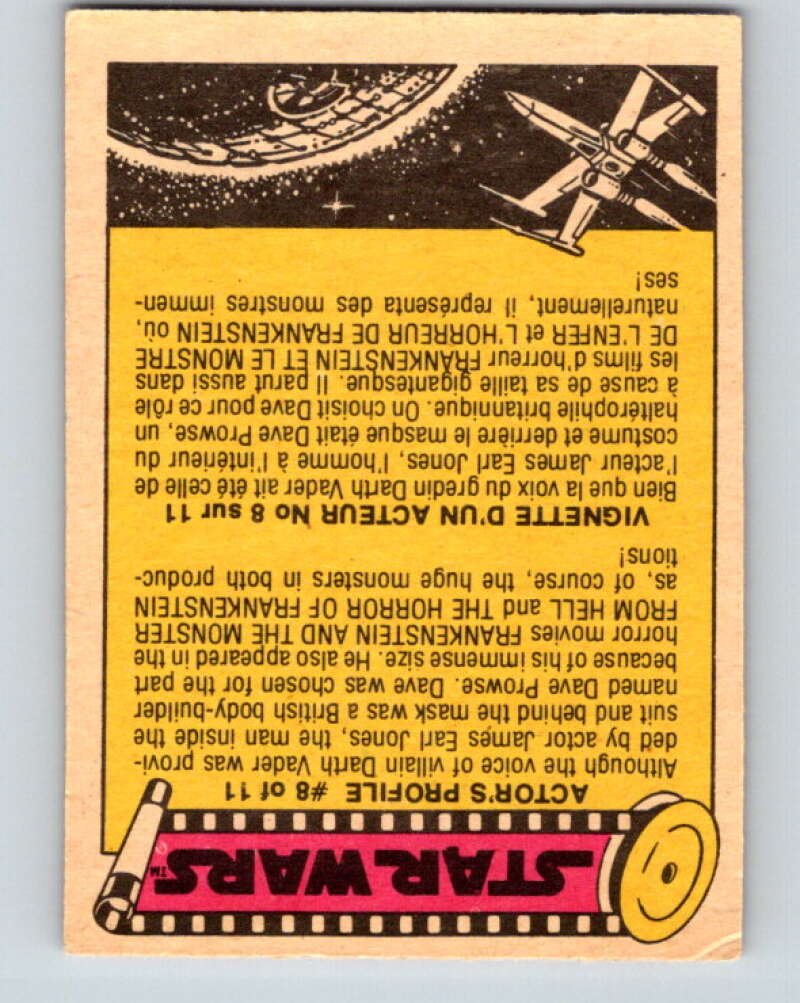 STAR WARS™
ACTOR'S PROFILE #8 of 11
Although the voice of villain Darth Vader was provi-
ded by actor James Earl Jones, the man inside the
suit and behind the mask was a British body-builder
named Dave Prowse. Dave was chosen for the part
because of his immense size. He also appeared in the
horror movies FRANKENSTEIN AND THE MONSTER
FROM HELL and THE HORROR OF FRANKENSTEIN
as, of course, the huge monsters in both produc-
tions!
VIGNETTE D'UN ACTEUR No 8 sur 11
Bien que la voix du gredin Darth Vader ait été celle de
l'acteur James Earl Jones, l'homme à l'intérieur du
costume et derrière le masque était Dave Prowse, un
haltérophile britannique. On choisit Dave pour ce rôle
à cause de sa taille gigantesque. Il parut aussi dans
les films d'horreur FRANKENSTEIN ET LE MONSTRE
DE L'ENFER et L'HORREUR DE FRANKENSTEIN où,
naturellement, il représenta des monstres immen-
ses!